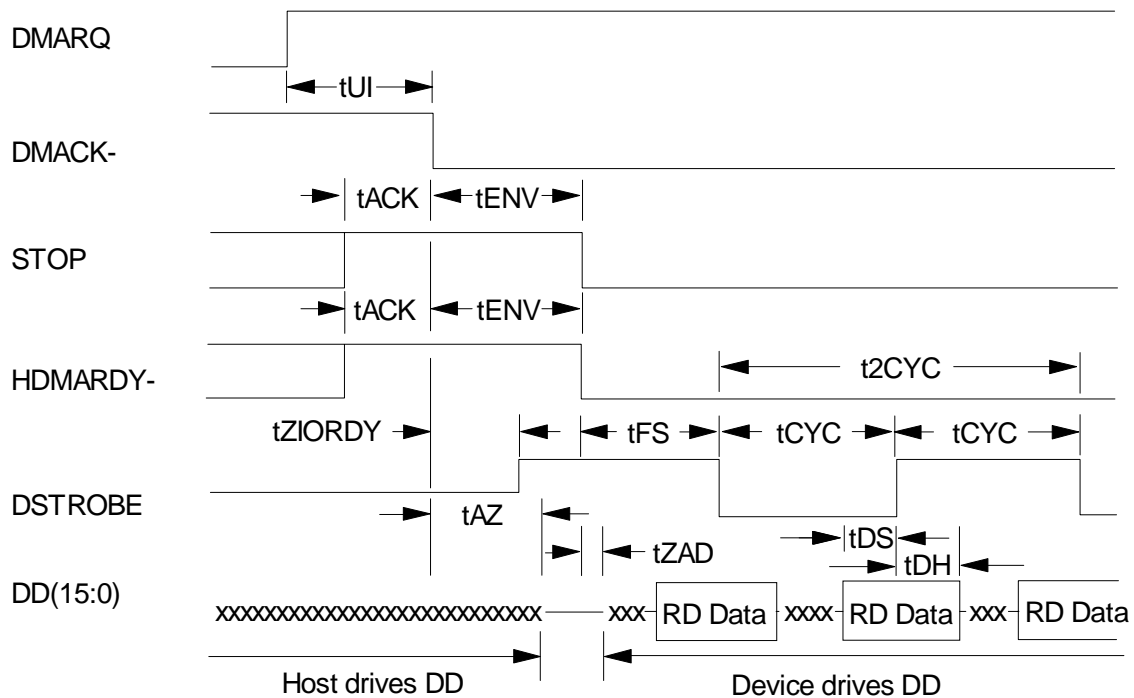 DMARQ
tUI
DMACK-
tACK tENV
STOP
tACK tENV
HDMARDY-
t2CYC
tZIORDY tFS tCYC tCYC
DSTROBE
tAZ
tDS
tZAD
tDH
DD(15:0)
xxxxxxxxxxxxxxxxxxxxxxxxxxx xxx RD Data xxxx RD Data xxx RD Data
Host drives DD Device drives DD